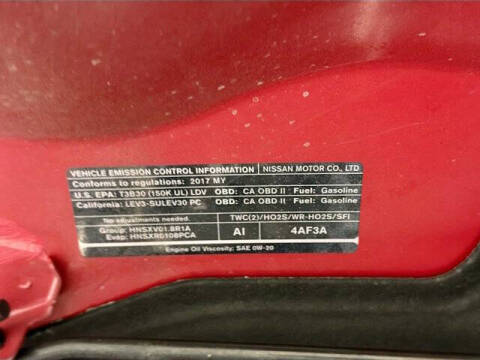 VEHICLE EMISSION CONTROL INFORMATION NISSAN MOTOR CO., LTD
Conforms to regulations: 2017 MY
U.S. EPA: T3B30 (150K UL) LDV OBD: CA OBD II Fuel: Gasoline
California: LEV3-SULEV30 PC OBD: CA OBD II Fuel: Gasoline
No adjustments needed. TWC(2)/HO2S/WR-HO2S/SFI
Group: HNSXV01.8R1A
Evap: HNSXR0108PCA
AI 4AF3A
Engine Oil Viscosity: SAE 0W-20